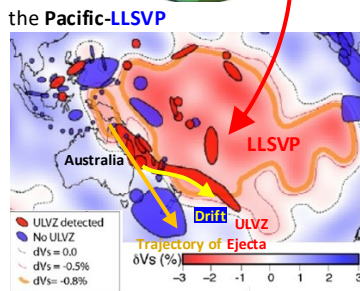 the Pacific-LLSVP
LLSVP
Australia
Drift
ULVZ
Trajectory of Ejecta
ULVZ detected
No ULVZ
dVs = 0.0
dVs = -0.5%
dVs= -0.8%
δVs (%)
−3 −2 −1 0 1 2 3